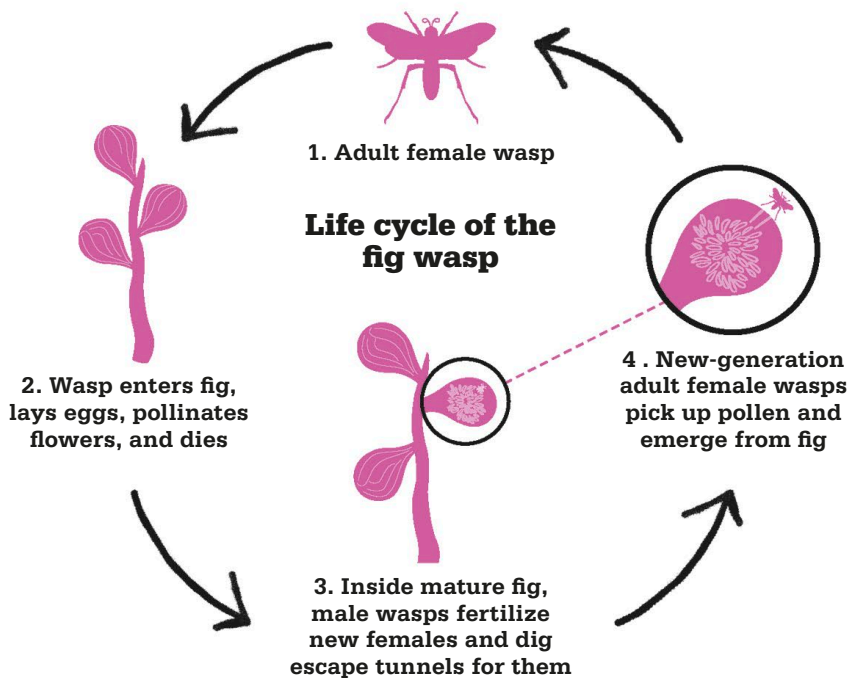 1. Adult female wasp
Life cycle of the
fig wasp
2. Wasp enters fig,
lays eggs, pollinates
flowers, and dies
3. Inside mature fig,
male wasps fertilize
new females and dig
escape tunnels for them
4 . New-generation
adult female wasps
pick up pollen and
emerge from fig